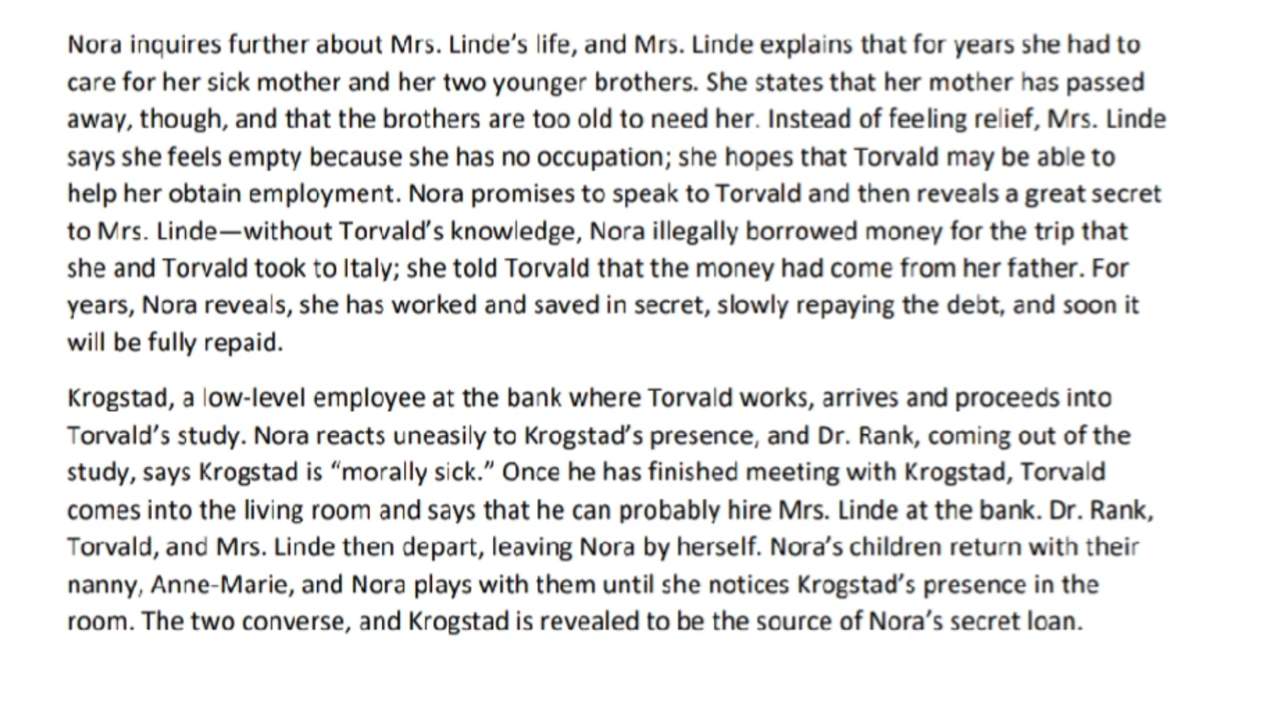 Nora inquires further about Mrs. Linde’s life, and Mrs. Linde explains that for years she had to
care for her sick mother and her two younger brothers. She states that her mother has passed
away, though, and that the brothers are too old to need her. Instead of feeling relief, Mrs. Linde
says she feels empty because she has no occupation; she hopes that Torvald may be able to
help her obtain employment. Nora promises to speak to Torvald and then reveals a great secret
to Mrs. Linde—without Torvald’s knowledge, Nora illegally borrowed money for the trip that
she and Torvald took to Italy; she told Torvald that the money had come from her father. For
years, Nora reveals, she has worked and saved in secret, slowly repaying the debt, and soon it
will be fully repaid.
Krogstad, a low-level employee at the bank where Torvald works, arrives and proceeds into
Torvald’s study. Nora reacts uneasily to Krogstad’s presence, and Dr. Rank, coming out of the
study, says Krogstad is “morally sick.” Once he has finished meeting with Krogstad, Torvald
comes into the living room and says that he can probably hire Mrs. Linde at the bank. Dr. Rank,
Torvald, and Mrs. Linde then depart, leaving Nora by herself. Nora’s children return with their
nanny, Anne-Marie, and Nora plays with them until she notices Krogstad’s presence in the
room. The two converse, and Krogstad is revealed to be the source of Nora’s secret loan.